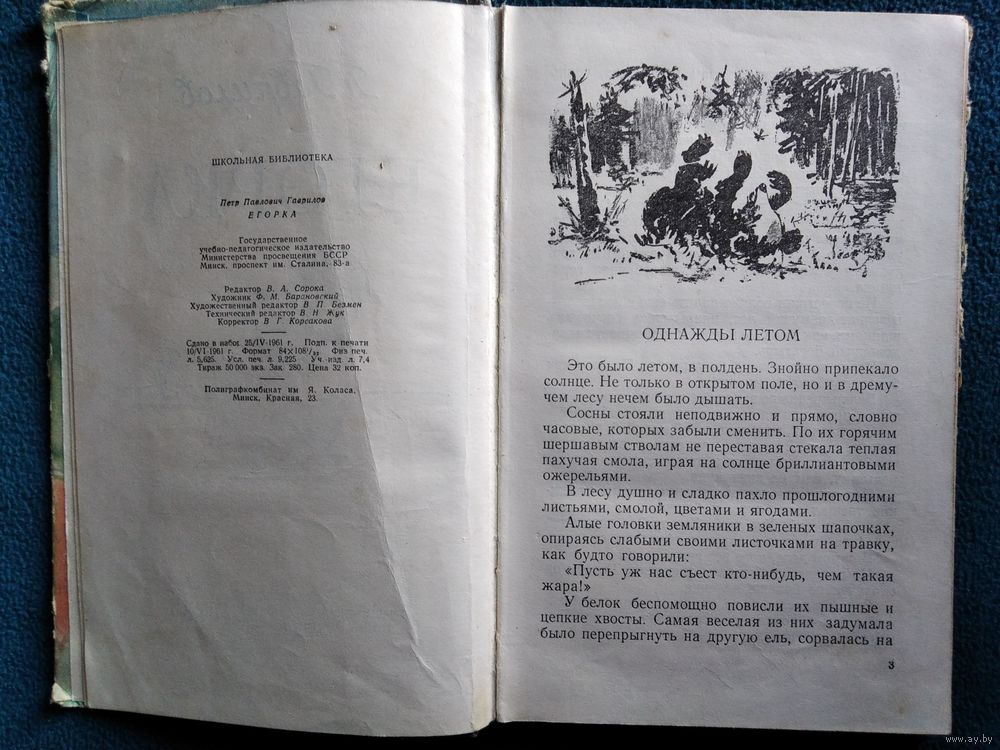 ШКОЛЬНАЯ БИБЛИОТЕКА
Петр Павлович Гаврилов
ЕГОРКА
Государственное
учебно-педагогическое издательство
Министерства просвещения БССР
Минск, проспект им. Сталина, 83-а
Редактор В. А. Сорока
Художник Ф. М. Барановский
Художественный редактор В. П. Безмен
Технический редактор В. Н. Жук
Корректор В. Г. Корсакова
Сдано в набор 25/IV-1961 г. Подп. к печати
10/VI-1961 г. Формат 84×108¹/₃₂ Физ печ.
л. 5,625. Усл. печ. л. 9,225. Уч.-изд. л. 7,4
Тираж 50 000 экз. Зак. 280. Цена 32 коп.
Полиграфкомбинат им Я. Коласа.
Минск, Красная, 23.
ОДНАЖДЫ ЛЕТОМ
Это было летом, в полдень. Знойно припекало
солнце. Не только в открытом поле, но и в дрему-
чем лесу нечем было дышать.
Сосны стояли неподвижно и прямо, словно
часовые, которых забыли сменить. По их горячим
шершавым стволам не переставая стекала теплая
пахучая смола, играя на солнце бриллиантовыми
ожерельями.
В лесу душно и сладко пахло прошлогодними
листьями, смолой, цветами и ягодами.
Алые головки земляники в зеленых шапочках,
опираясь слабыми своими листочками на травку,
как будто говорили:
«Пусть уж нас съест кто-нибудь, чем такая
жара!»
У белок беспомощно повисли их пышные и
цепкие хвосты. Самая веселая из них задумала
было перепрыгнуть на другую ель, сорвалась на
3
www.ay.by